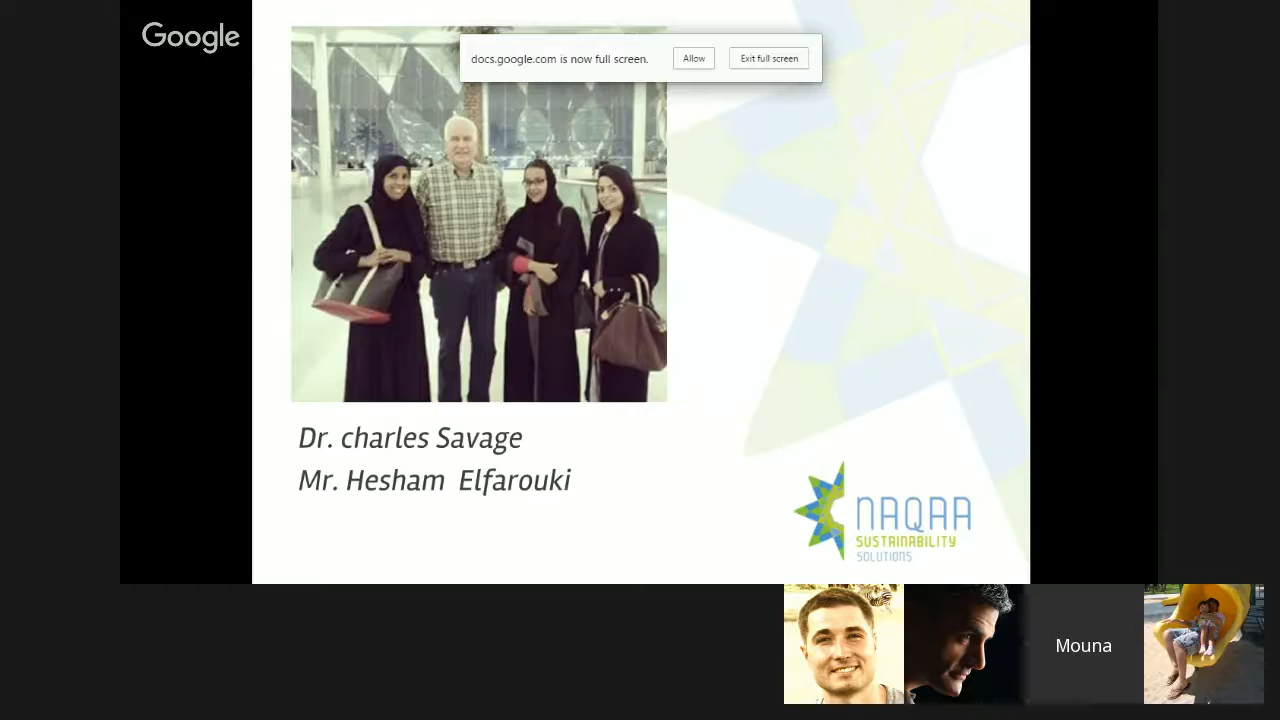 Google
docs.google.com is now full screen.
Allow
Exit full screen
Dr. charles Savage
Mr. Hesham Elfarouki
NAQAA
SUSTAINABILITY
SOLUTIONS
Mouna